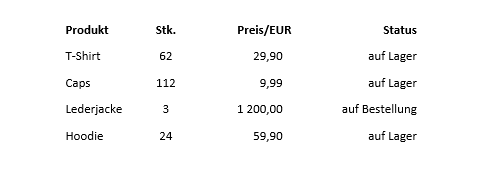 Produkt Stk. Preis/EUR Status
T-Shirt 62 29,90 auf Lager
Caps 112 9,99 auf Lager
Lederjacke 3 1 200,00 auf Bestellung
Hoodie 24 59,90 auf Lager